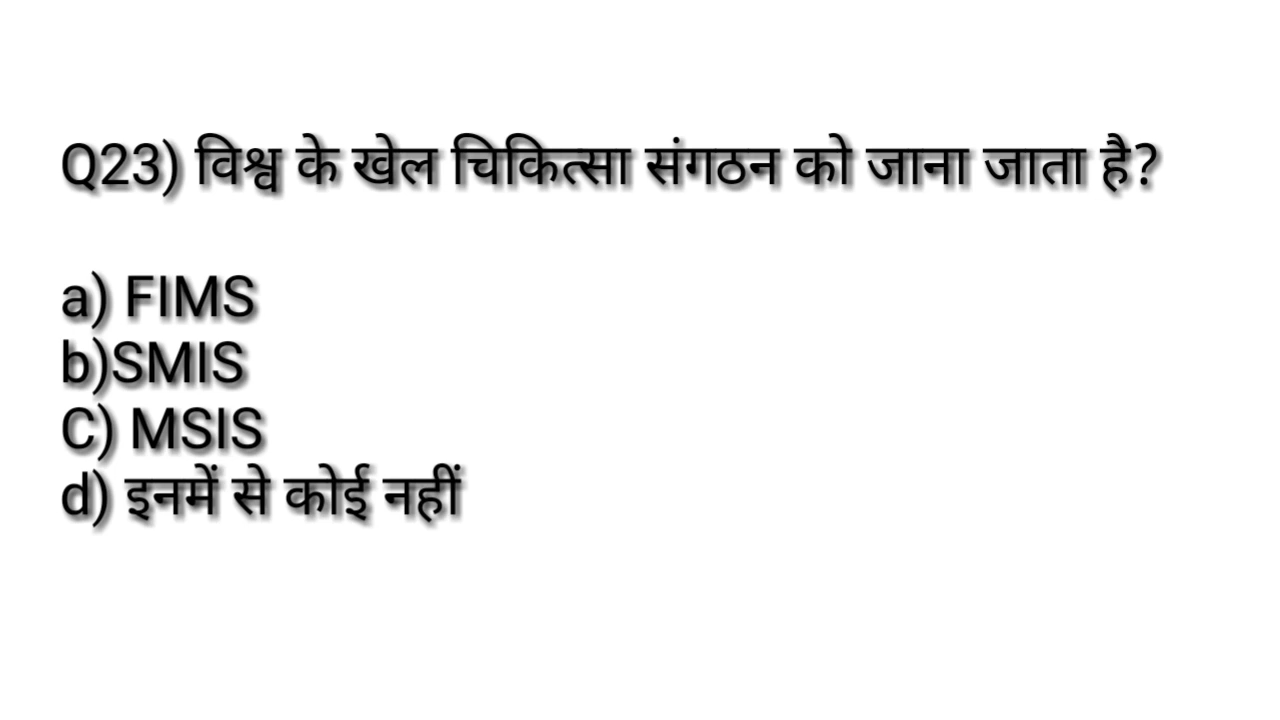 Q23) विश्व के खेल चिकित्सा संगठन को जाना जाता है?
a) FIMS
b)SMIS
C) MSIS
d) इनमें से कोई नहीं